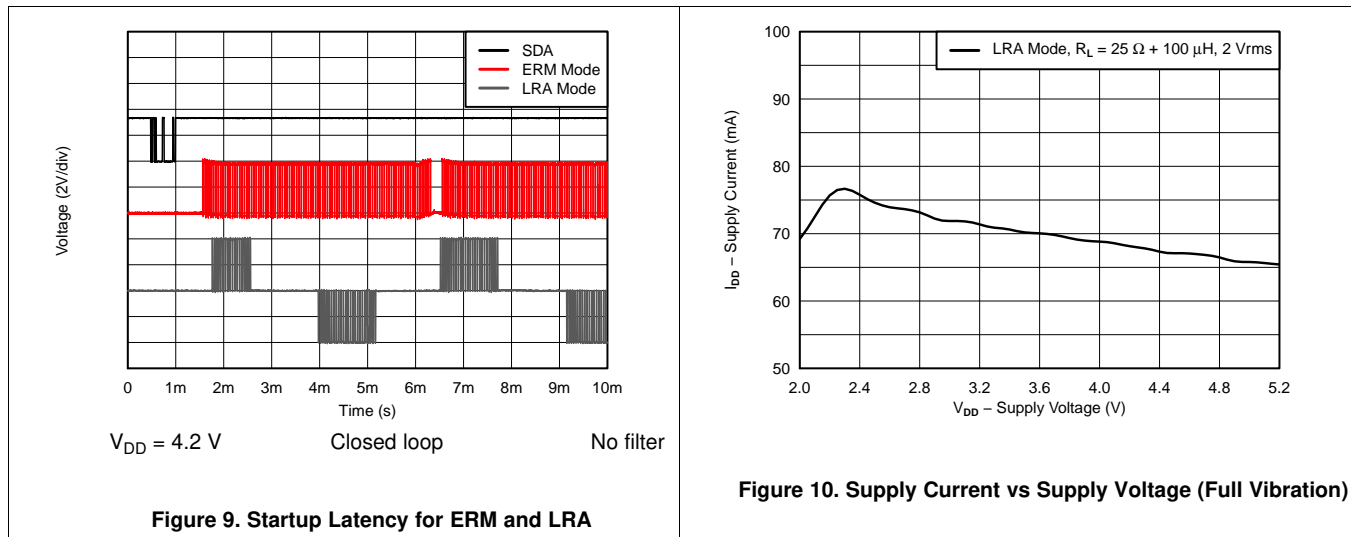 SDA
ERM Mode
LRA Mode
Voltage (2V/div)
0 1m 2m 3m 4m 5m 6m 7m 8m 9m 10m
Time (s)
V_DD = 4.2 V Closed loop No filter
Figure 9. Startup Latency for ERM and LRA
LRA Mode, R_L = 25 Ω + 100 μH, 2 Vrms
100
90
80
70
60
50
I_DD – Supply Current (mA)
2.0 2.4 2.8 3.2 3.6 4.0 4.4 4.8 5.2
V_DD – Supply Voltage (V)
Figure 10. Supply Current vs Supply Voltage (Full Vibration)